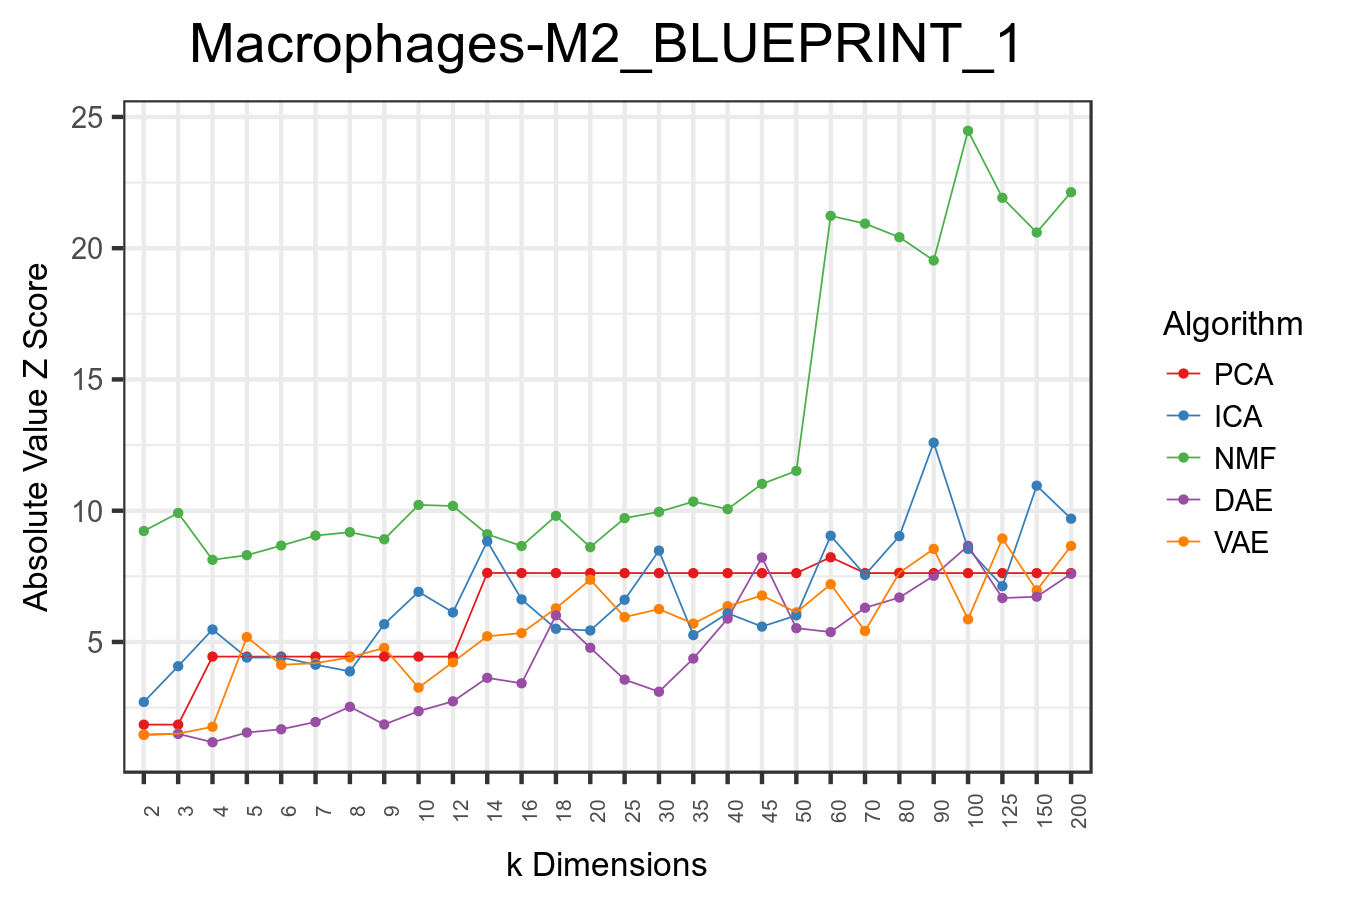 Macrophages-M2_BLUEPRINT_1
Absolute Value Z Score
25
20
15
10
5
2 3 4 5 6 7 8 9 10 12 14 16 18 20 25 30 35 40 45 50 60 70 80 90 100 125 150 200
k Dimensions
Algorithm
PCA
ICA
NMF
DAE
VAE